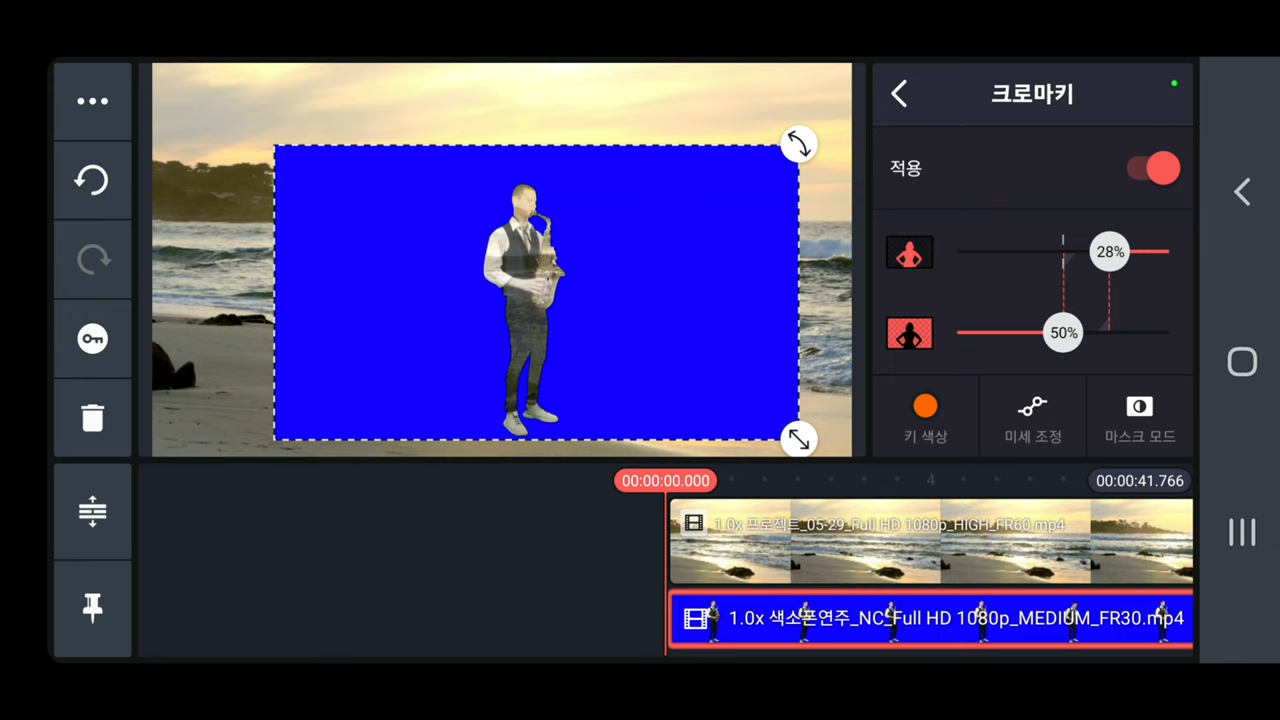 크로마키
적용
28%
50%
키 색상
미세 조정
마스크 모드
00:00:00.000
4
00:00:41.766
1.0x 프로젝트_05-29_Full HD 1080p_HIGH_FR60.mp4
1.0x 색소폰연주_NC_Full HD 1080p_MEDIUM_FR30.mp4